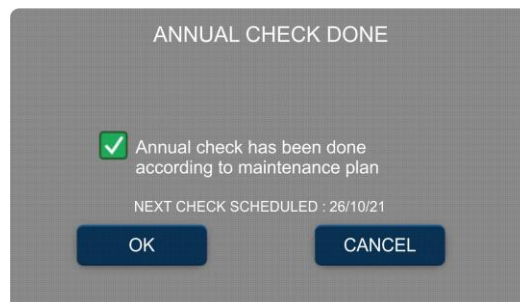 ANNUAL CHECK DONE
Annual check has been done
according to maintenance plan
NEXT CHECK SCHEDULED : 26/10/21
OK
CANCEL